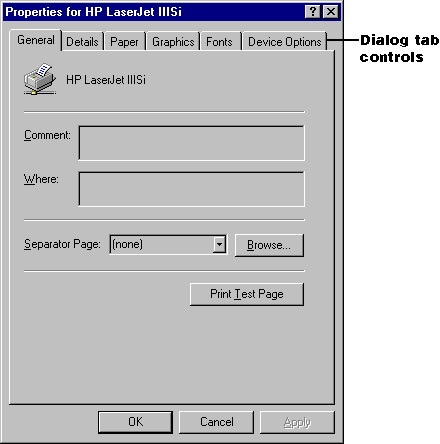 Properties for HP LaserJet IIISi
General Details Paper Graphics Fonts Device Options
Dialog tab
controls
HP LaserJet IIISi
Comment:
Where:
Separator Page: (none) Browse...
Print Test Page
OK Cancel Apply